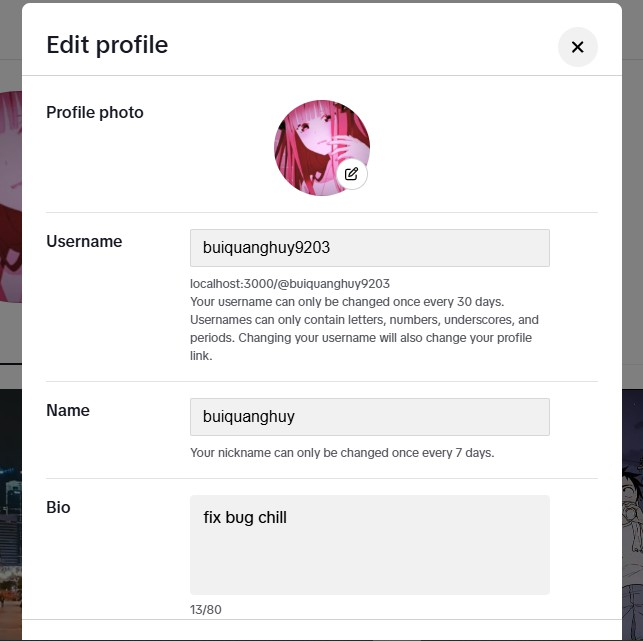 Edit profile
Profile photo
Username
buiquanghuy9203
localhost:3000/@buiquanghuy9203
Your username can only be changed once every 30 days.
Usernames can only contain letters, numbers, underscores, and
periods. Changing your username will also change your profile
link.
Name
buiquanghuy
Your nickname can only be changed once every 7 days.
Bio
fix bug chill
13/80